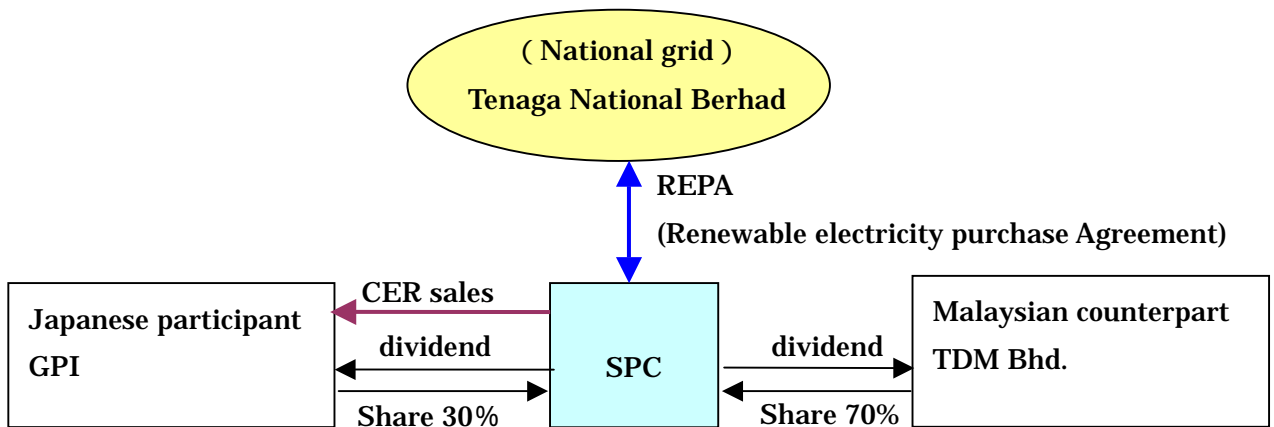 ( National grid )
Tenaga National Berhad
REPA
(Renewable electricity purchase Agreement)
Japanese participant
GPI
CER sales
dividend
Share 30%
SPC
dividend
Share 70%
Malaysian counterpart
TDM Bhd.